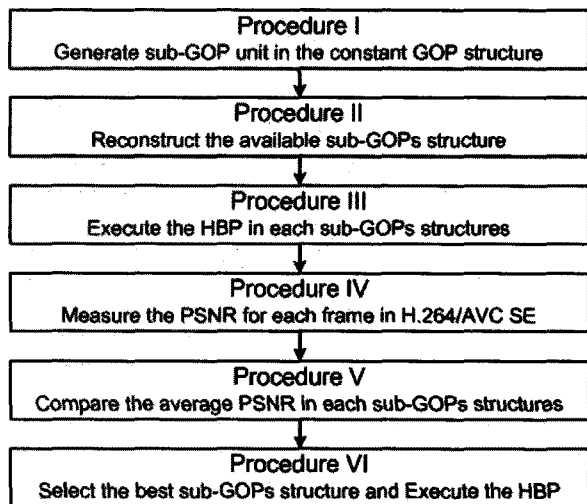 Procedure I
Generate sub-GOP unit in the constant GOP structure
Procedure II
Reconstruct the available sub-GOPs structure
Procedure III
Execute the HBP in each sub-GOPs structures
Procedure IV
Measure the PSNR for each frame in H.264/AVC SE
Procedure V
Compare the average PSNR in each sub-GOPs structures
Procedure VI
Select the best sub-GOPs structure and Execute the HBP